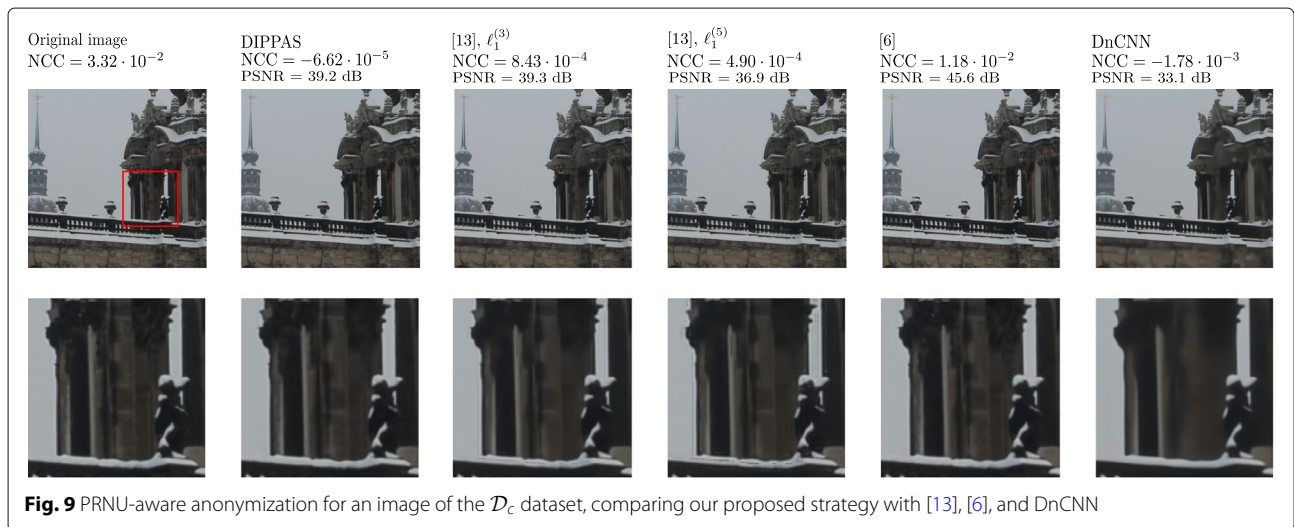 Original image
NCC = 3.32 · 10⁻²
DIPPAS
NCC = −6.62 · 10⁻⁵
PSNR = 39.2 dB
[13], ℓ₁⁽³⁾
NCC = 8.43 · 10⁻⁴
PSNR = 39.3 dB
[13], ℓ₁⁽⁵⁾
NCC = 4.90 · 10⁻⁴
PSNR = 36.9 dB
[6]
NCC = 1.18 · 10⁻²
PSNR = 45.6 dB
DnCNN
NCC = −1.78 · 10⁻³
PSNR = 33.1 dB
Fig. 9 PRNU-aware anonymization for an image of the 𝒟c dataset, comparing our proposed strategy with [13], [6], and DnCNN